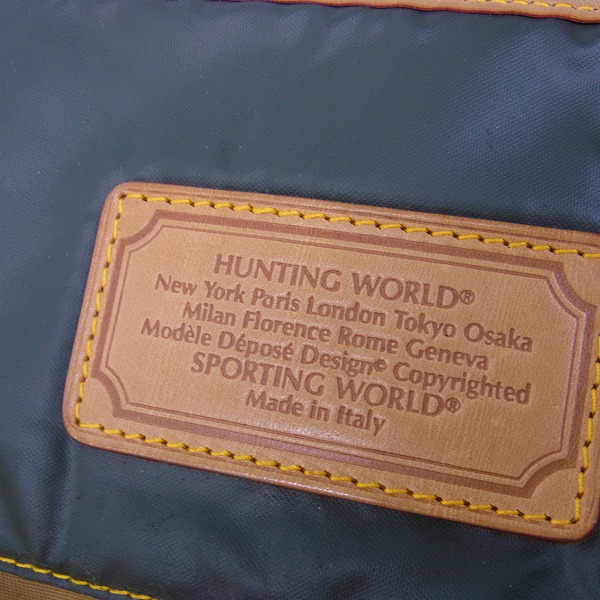 HUNTING WORLD®
New York Paris London Tokyo Osaka
Milan Florence Rome Geneva
Modèle Déposé Design© Copyrighted
SPORTING WORLD®
Made in Italy